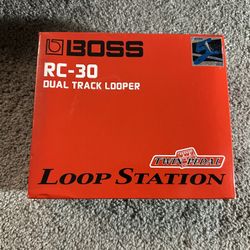 BOSS
RC-30
DUAL TRACK LOOPER
TWIN PEDAL
LOOP STATION